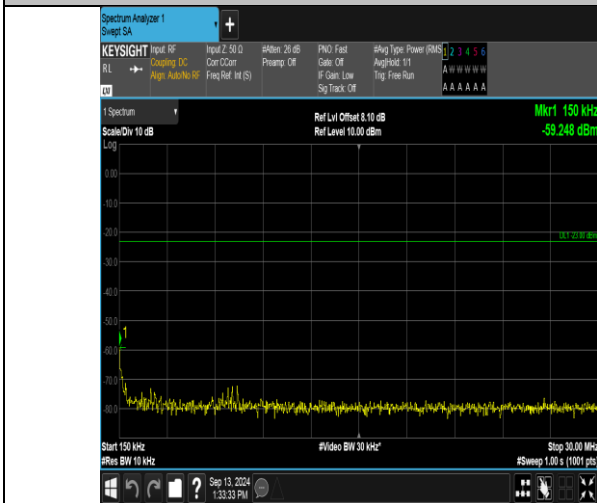 Spectrum Analyzer 1
Swept SA
KEYSIGHT
RL
Input: RF
Coupling: DC
Align: Auto/No RF
Input Z: 50 Ω
Corr CCorr
Freq Ref: Int (S)
#Atten: 26 dB
Preamp: Off
PNO: Fast
Gate: Off
IF Gain: Low
Sig Track: Off
#Avg Type: Power (RMS
Avg|Hold: 1/1
Trig: Free Run
1 2 3 4 5 6
A W W W W W
A A A A A A
1 Spectrum
Scale/Div 10 dB
Ref Lvl Offset 8.10 dB
Ref Level 10.00 dBm
Mkr1 150 kHz
-59.248 dBm
Log
0.00
-10.0
-20.0
DL1 -23.00 dBm
-30.0
-40.0
-50.0
1
-60.0
-70.0
-80.0
Start 150 kHz
#Res BW 10 kHz
#Video BW 30 kHz*
Stop 30.00 MHz
#Sweep 1.00 s (1001 pts)
Sep 13, 2024
1:33:33 PM